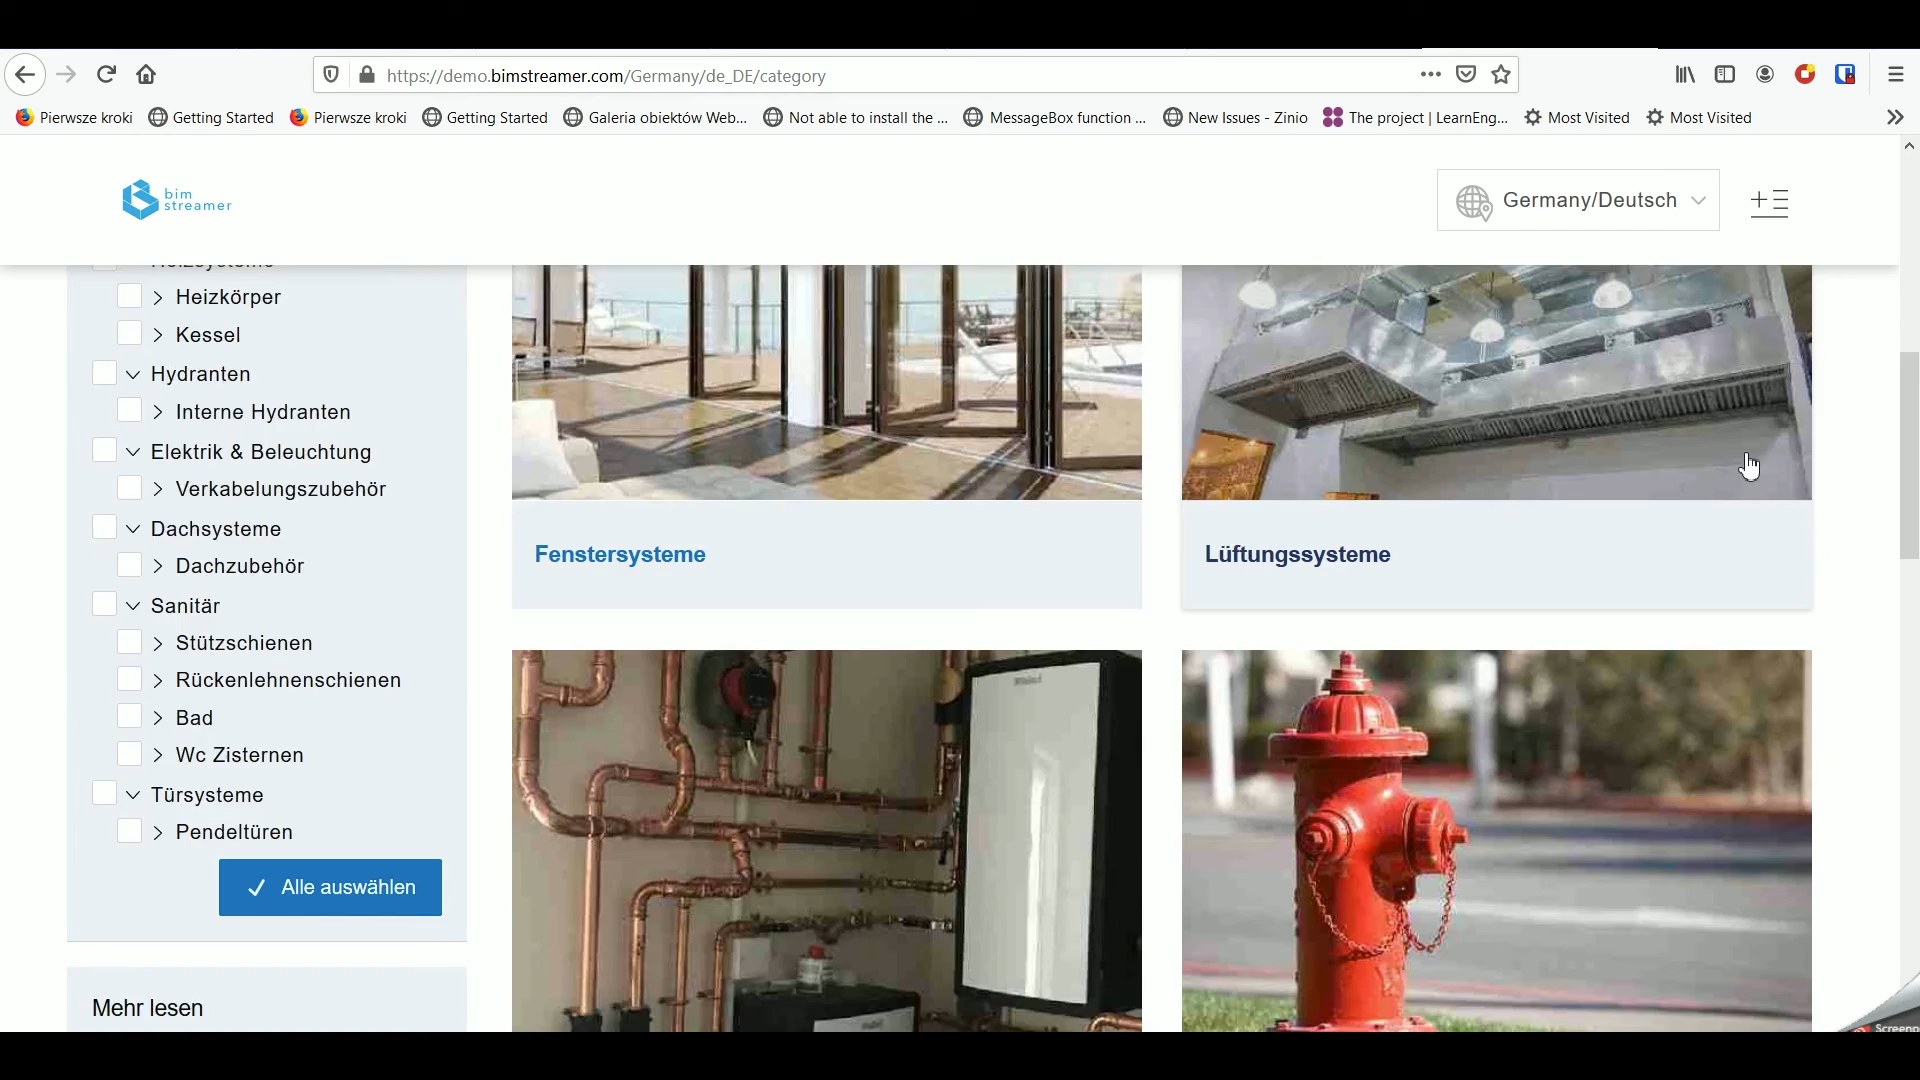 https://demo.bimstreamer.com/Germany/de_DE/category
Pierwsze kroki
Getting Started
Pierwsze kroki
Getting Started
Galeria obiektów Web...
Not able to install the ...
MessageBox function ...
New Issues - Zinio
The project | LearnEng...
Most Visited
Most Visited
bim
streamer
Germany/Deutsch
Heizkörper
Kessel
Hydranten
Interne Hydranten
Elektrik & Beleuchtung
Verkabelungszubehör
Dachsysteme
Dachzubehör
Sanitär
Stützschienen
Rückenlehnenschienen
Bad
Wc Zisternen
Türsysteme
Pendeltüren
Alle auswählen
Mehr lesen
Fenstersysteme
Lüftungssysteme